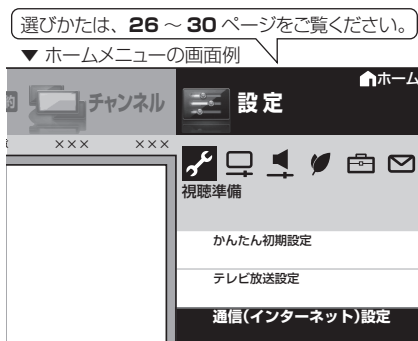 選びかたは、26 ~ 30 ページをご覧ください。
▼ ホームメニューの画面例
ホーム
チャンネル
設定
××× ×××
視聴準備
かんたん初期設定
テレビ放送設定
通信(インターネット)設定